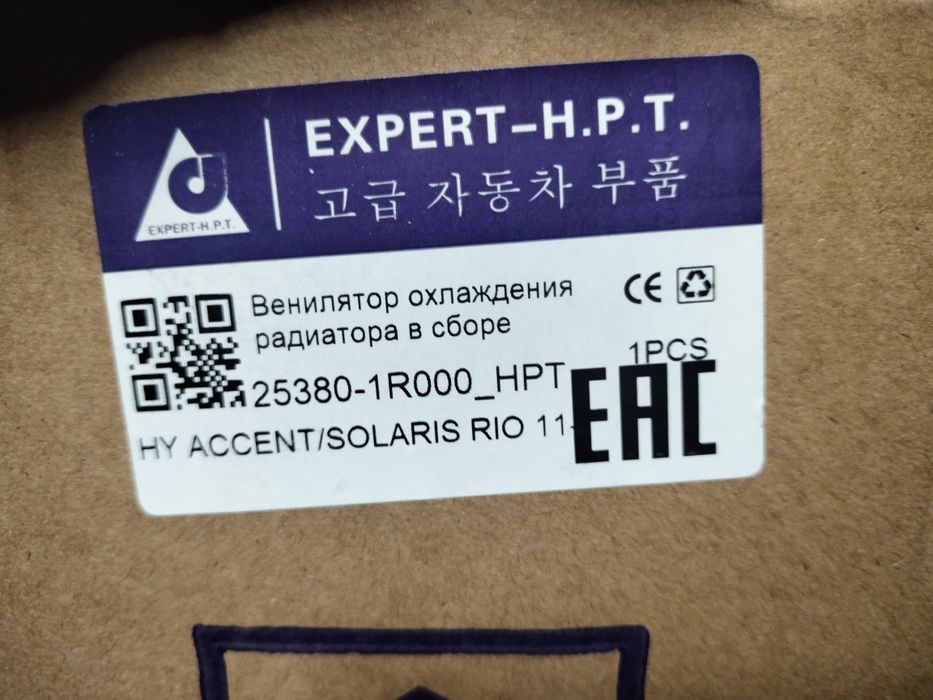 EXPERT-H.P.T.
고급 자동차 부품
EXPERT-H.P.T.
Венилятор охлаждения
радиатора в сборе
CE
1PCS
25380-1R000_HPT
HY ACCENT/SOLARIS RIO 11-
EAC